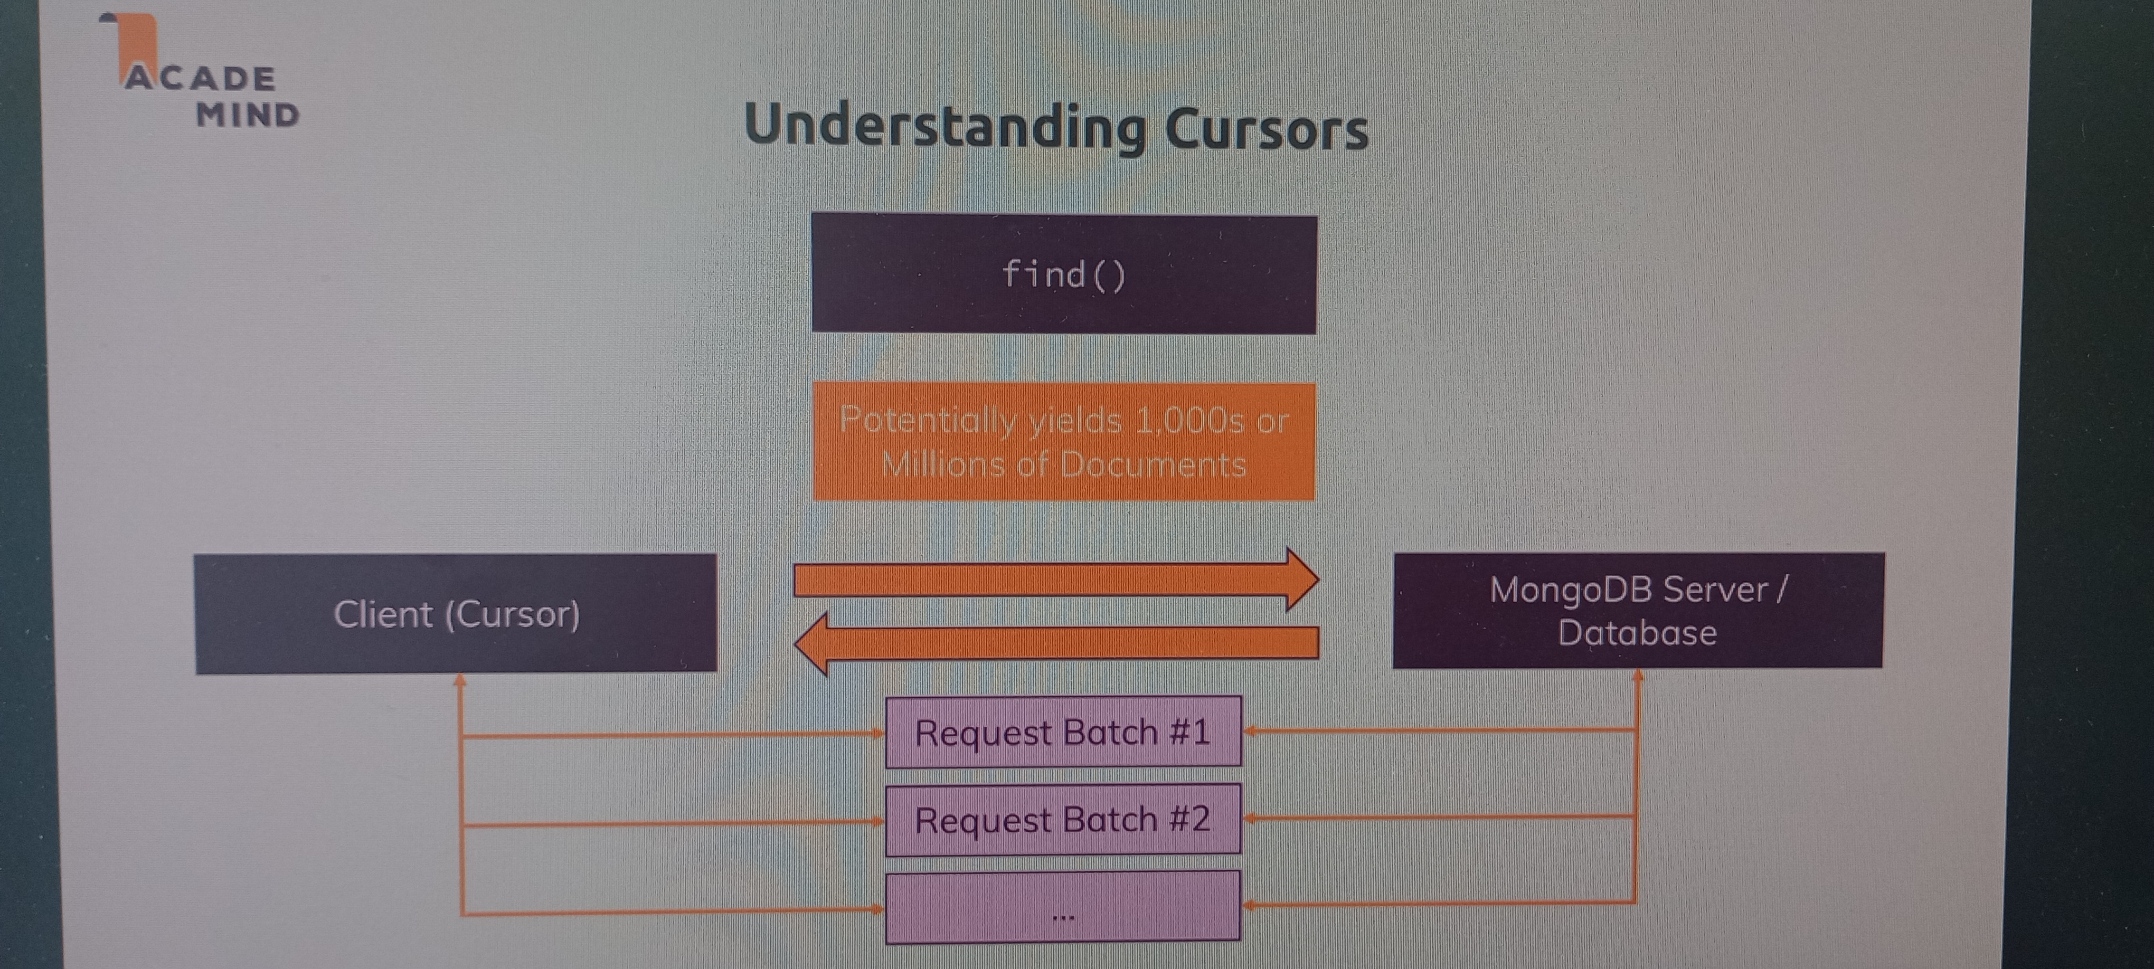 ACADE
MIND
Understanding Cursors
find()
Potentially yields 1,000s or
Millions of Documents
Client (Cursor)
MongoDB Server /
Database
Request Batch #1
Request Batch #2
...